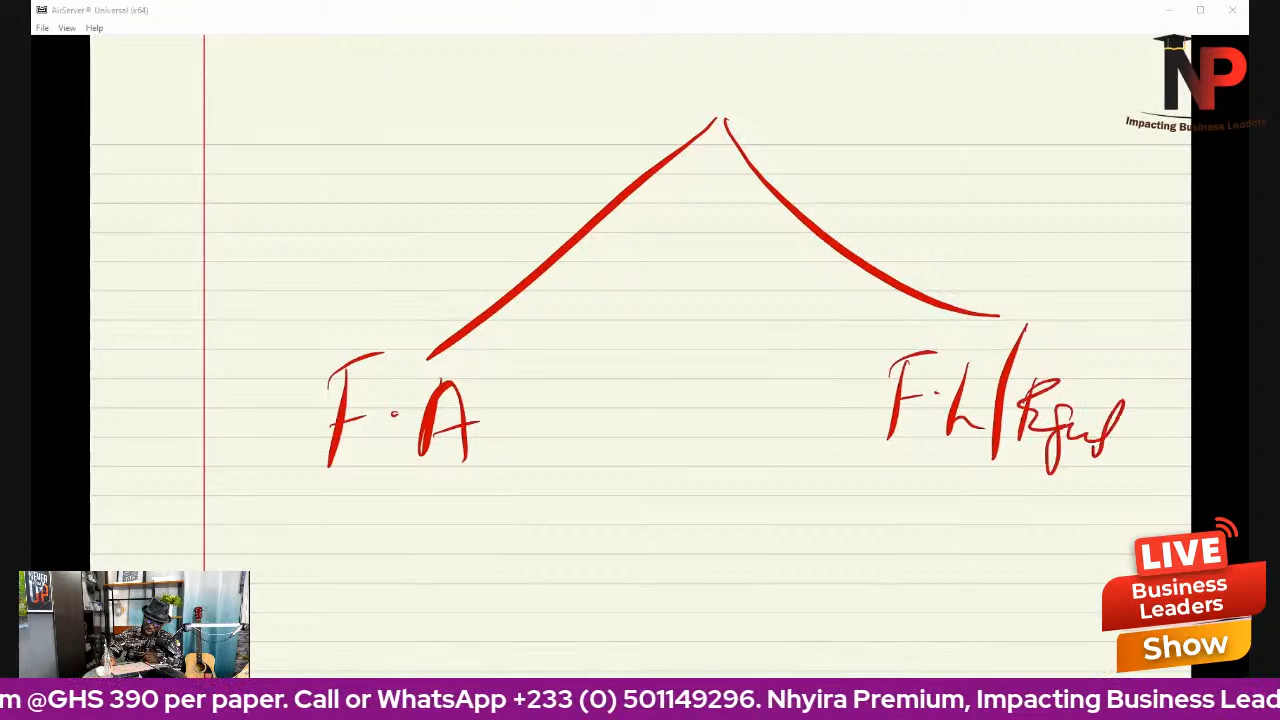 AirServer® Universal (x64)
File View Help
NP
Impacting Business Leaders
F.A
F.L/
LIVE
Business
Leaders
Show
m @GHS 390 per paper. Call or WhatsApp +233 (0) 501149296. Nhyira Premium, Impacting Business Lead